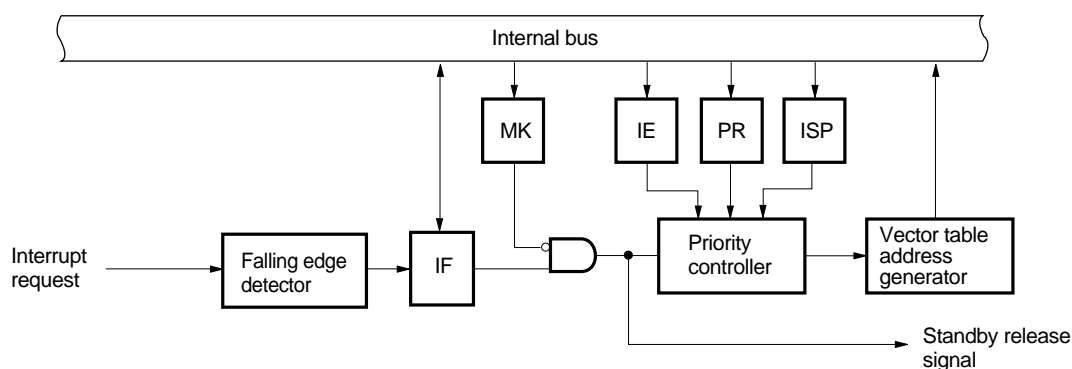 Internal bus
MK
IE
PR
ISP
Interrupt
request
Falling edge
detector
IF
Priority
controller
Vector table
address
generator
Standby release
signal